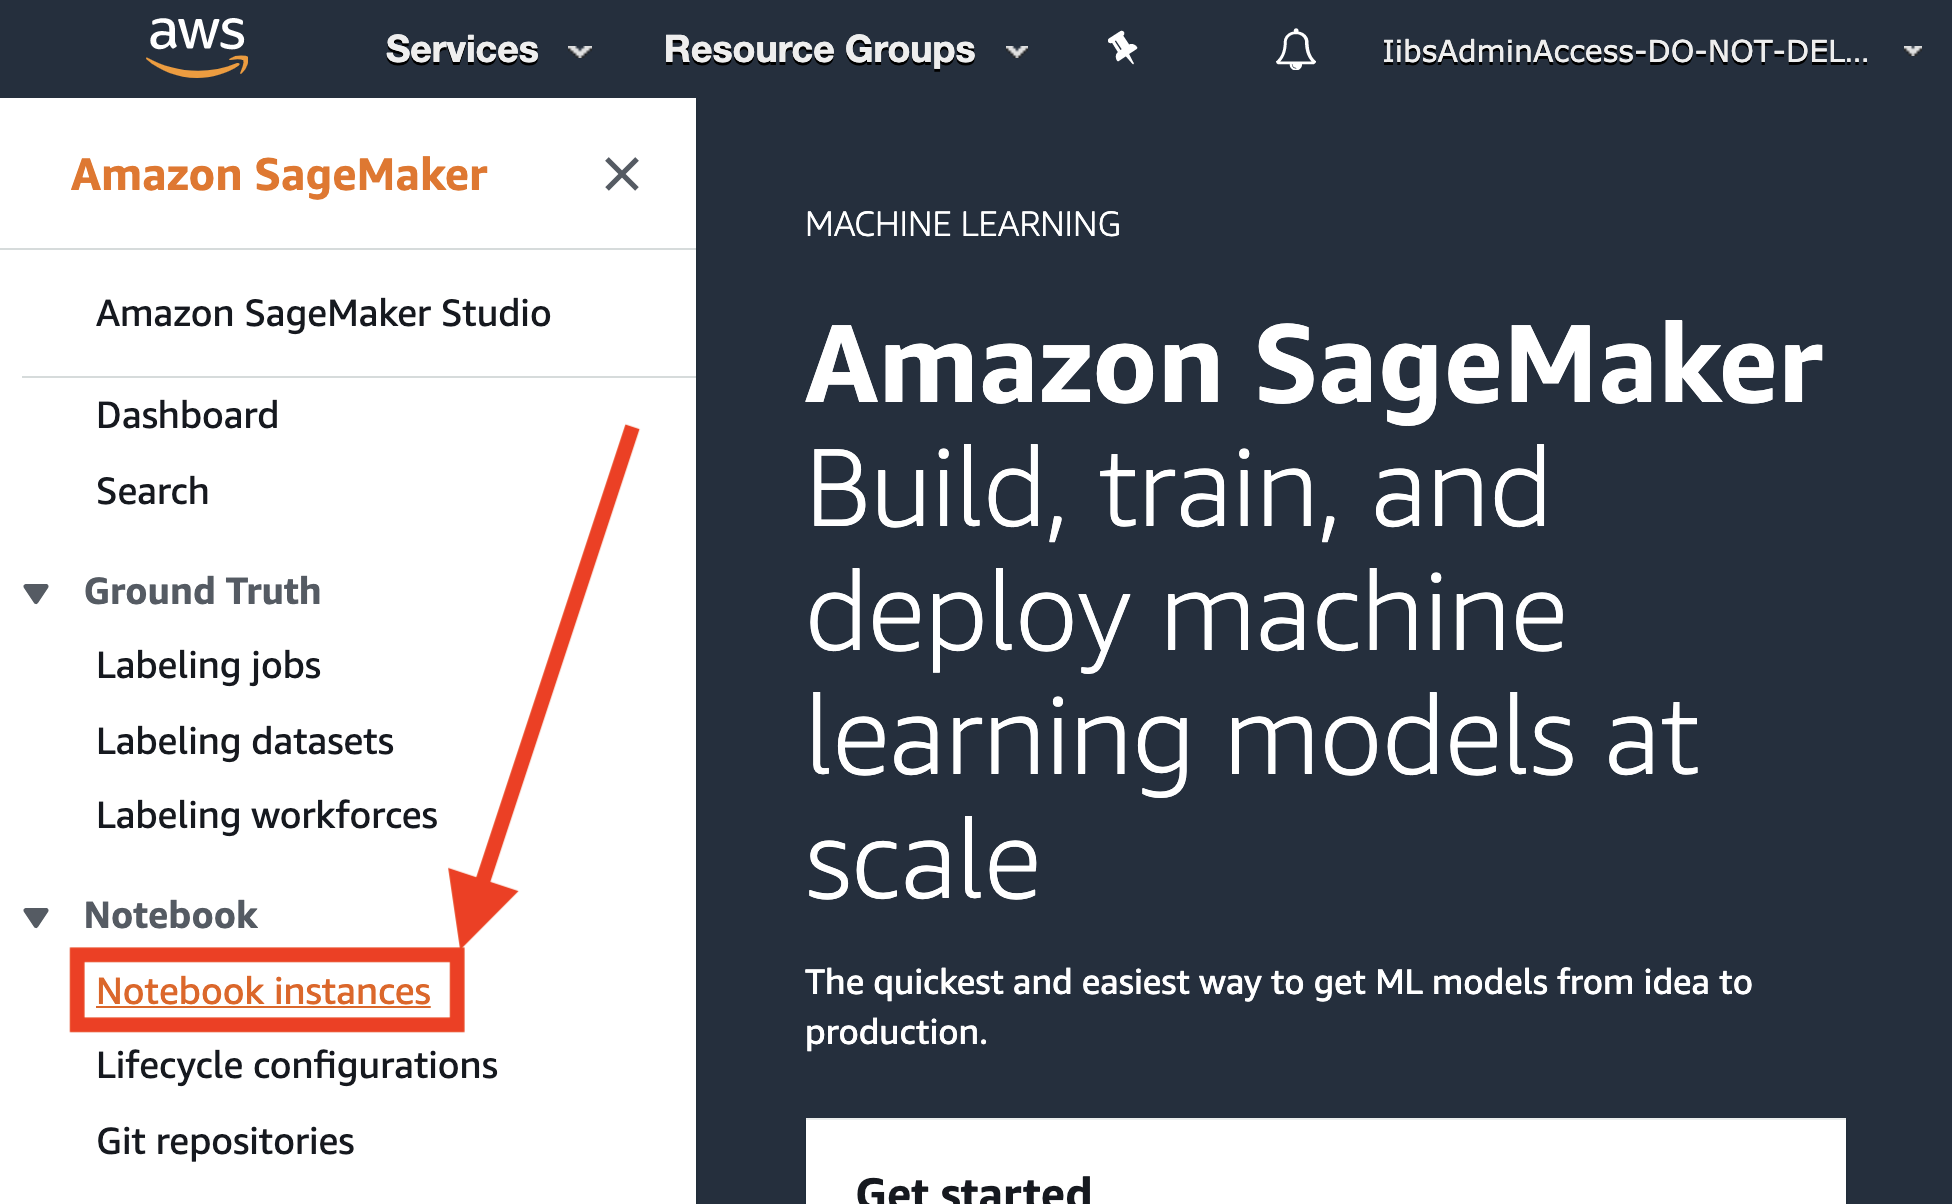 aws
Services
Resource Groups
IibsAdminAccess-DO-NOT-DEL...
Amazon SageMaker
Amazon SageMaker Studio
Dashboard
Search
Ground Truth
Labeling jobs
Labeling datasets
Labeling workforces
Notebook
Notebook instances
Lifecycle configurations
Git repositories
MACHINE LEARNING
Amazon SageMaker
Build, train, and
deploy machine
learning models at
scale
The quickest and easiest way to get ML models from idea to
production.
Get started